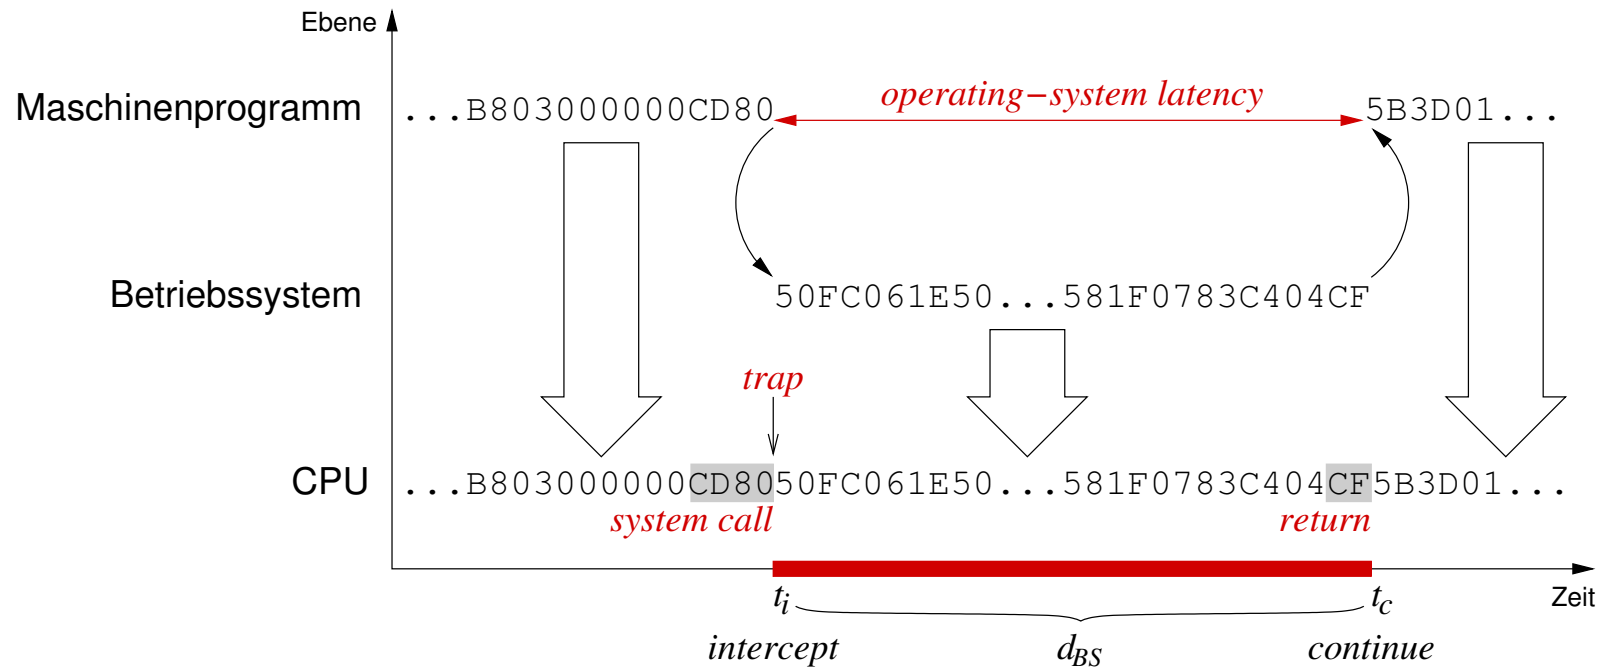 Ebene
Maschinenprogramm ...B803000000CD80 operating-system latency 5B3D01...
Betriebssystem 50FC061E50...581F0783C404CF
trap
CPU ...B803000000CD8050FC061E50...581F0783C404CF5B3D01...
system call return
ti tc Zeit
intercept dBS continue